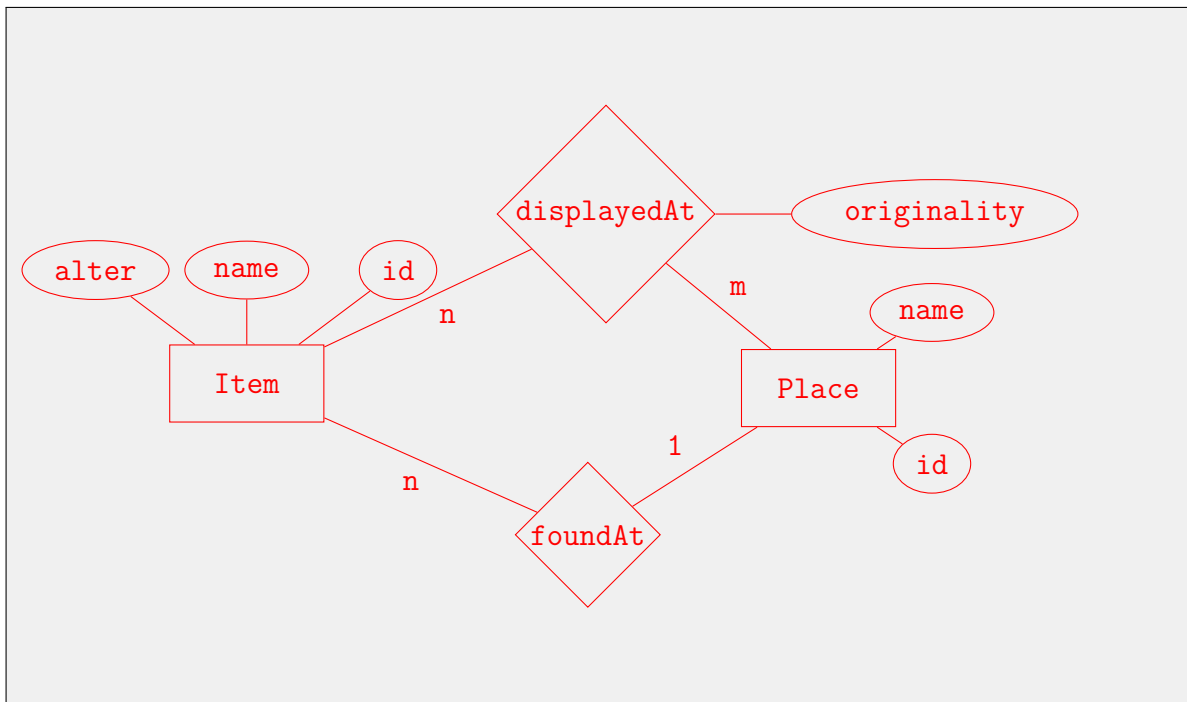 displayedAt
originality
alter
name
id
m
name
n
Item
Place
1
id
n
foundAt